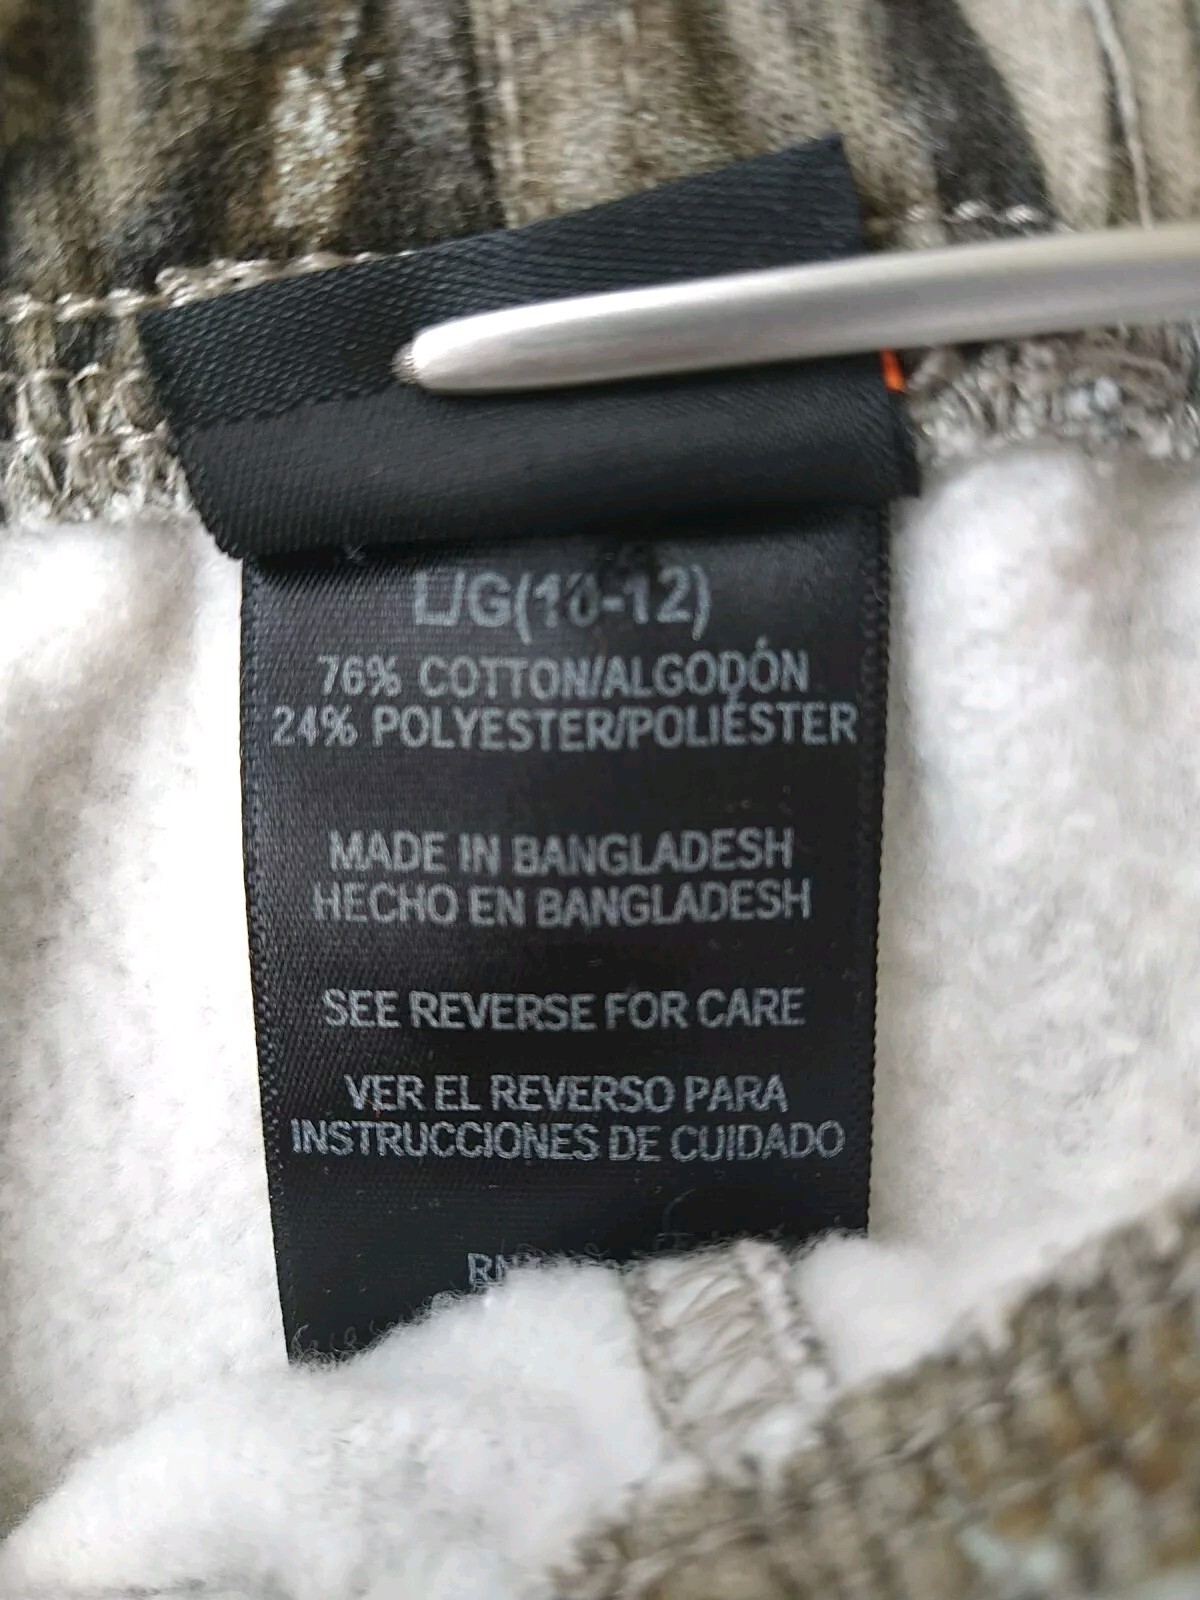 L/G(10-12)
76% COTTON/ALGODÓN
24% POLYESTER/POLIÉSTER
MADE IN BANGLADESH
HECHO EN BANGLADESH
SEE REVERSE FOR CARE
VER EL REVERSO PARA
INSTRUCCIONES DE CUIDADO